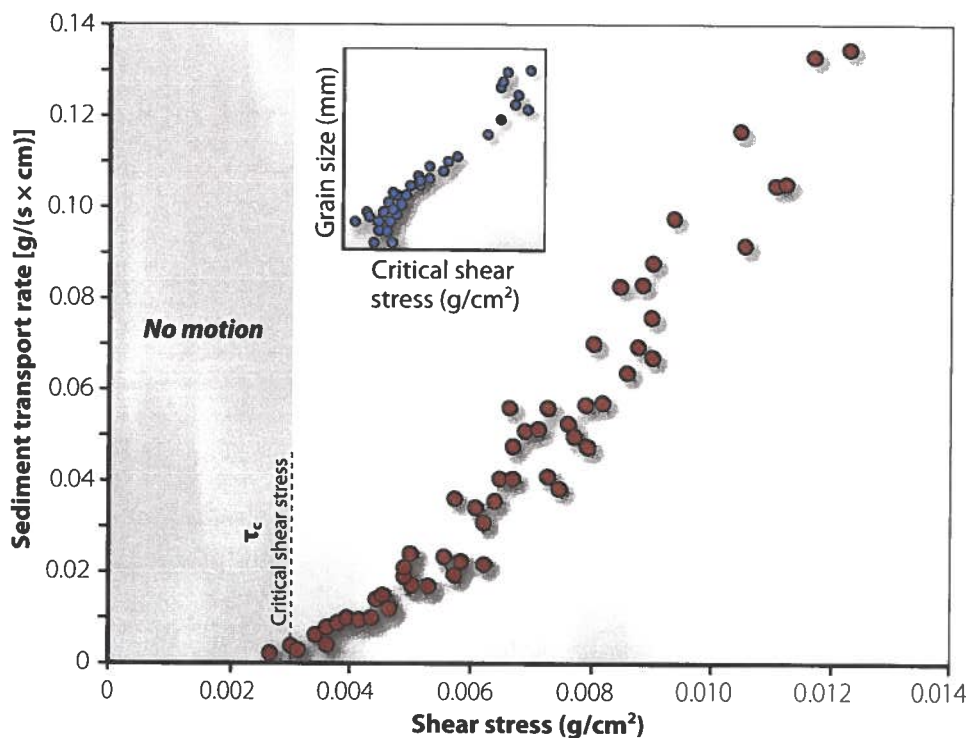 0.14
0.12
0.10
0.08
0.06
0.04
0.02
0
Sediment transport rate [g/(s × cm)]
Grain size (mm)
Critical shear
stress (g/cm²)
No motion
τc
Critical shear stress
0
0.002
0.004
0.006
0.008
0.010
0.012
0.014
Shear stress (g/cm²)